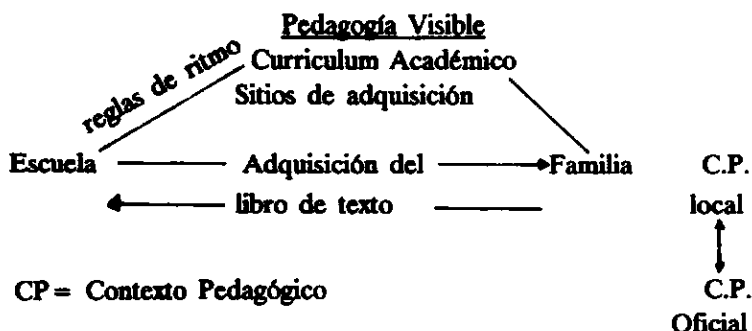 Pedagogía Visible
reglas de ritmo
Curriculum Académico
Sitios de adquisición
Escuela Adquisición del Familia C.P.
libro de texto local
CP= Contexto Pedagógico C.P.
Oficial